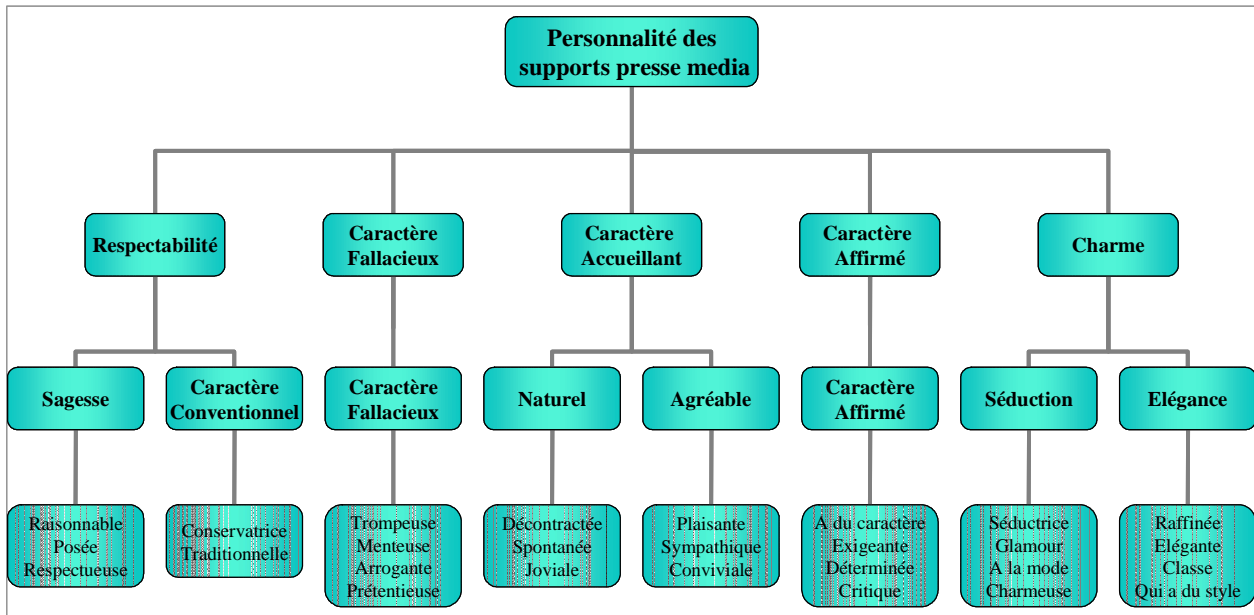 Personnalité des
supports presse media
Respectabilité
Caractère
Fallacieux
Caractère
Accueillant
Caractère
Affirmé
Charme
Sagesse
Caractère
Conventionnel
Caractère
Fallacieux
Naturel
Agréable
Caractère
Affirmé
Séduction
Elégance
Raisonnable
Posée
Respectueuse
Conservatrice
Traditionnelle
Trompeuse
Menteuse
Arrogante
Prétentieuse
Décontractée
Spontanée
Joviale
Plaisante
Sympathique
Conviviale
A du caractère
Exigeante
Déterminée
Critique
Séductrice
Glamour
A la mode
Charmeuse
Raffinée
Elégante
Classe
Qui a du style